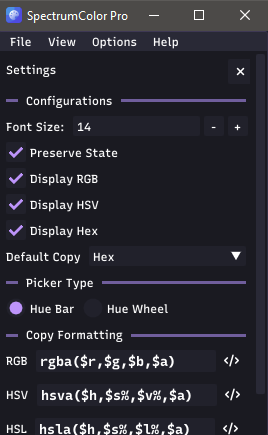 SpectrumColor Pro
File View Options Help
Settings
Configurations
Font Size: 14 - +
Preserve State
Display RGB
Display HSV
Display Hex
Default Copy Hex
Picker Type
Hue Bar Hue Wheel
Copy Formatting
RGB rgba($r,$g,$b,$a) </>
HSV hsva($h,$s%,$v%,$a) </>
HSL hsla($h,$s%,$l%,$a) </>